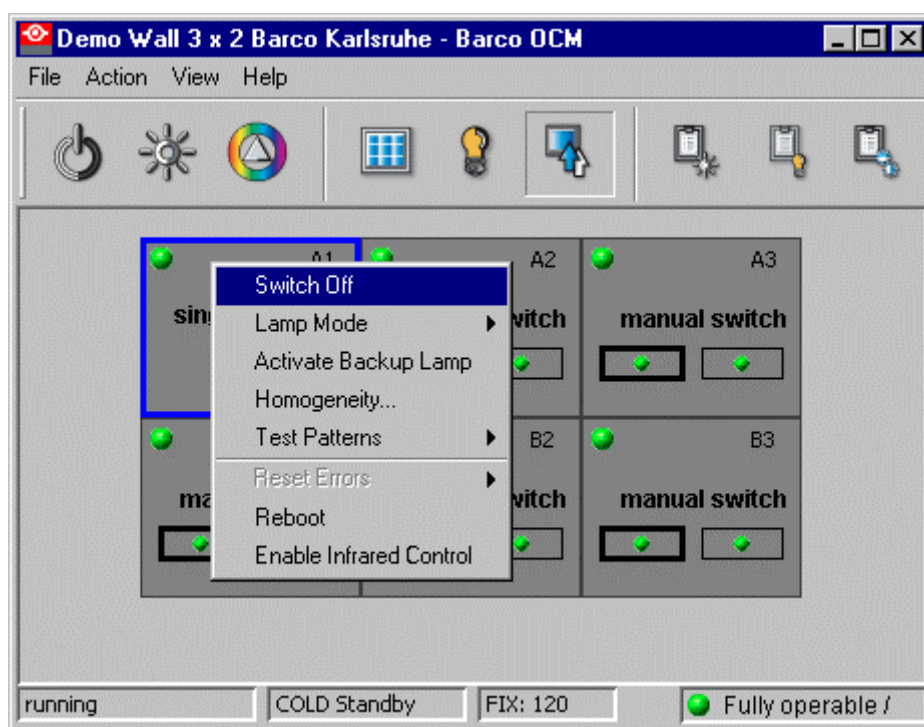 Demo Wall 3 x 2 Barco Karlsruhe - Barco OCM
File Action View Help
A1
A2
A3
sin
witch
manual switch
Switch Off
Lamp Mode
Activate Backup Lamp
Homogeneity...
Test Patterns
Reset Errors
Reboot
Enable Infrared Control
B2
B3
ma
witch
manual switch
running
COLD Standby
FIX: 120
Fully operable /